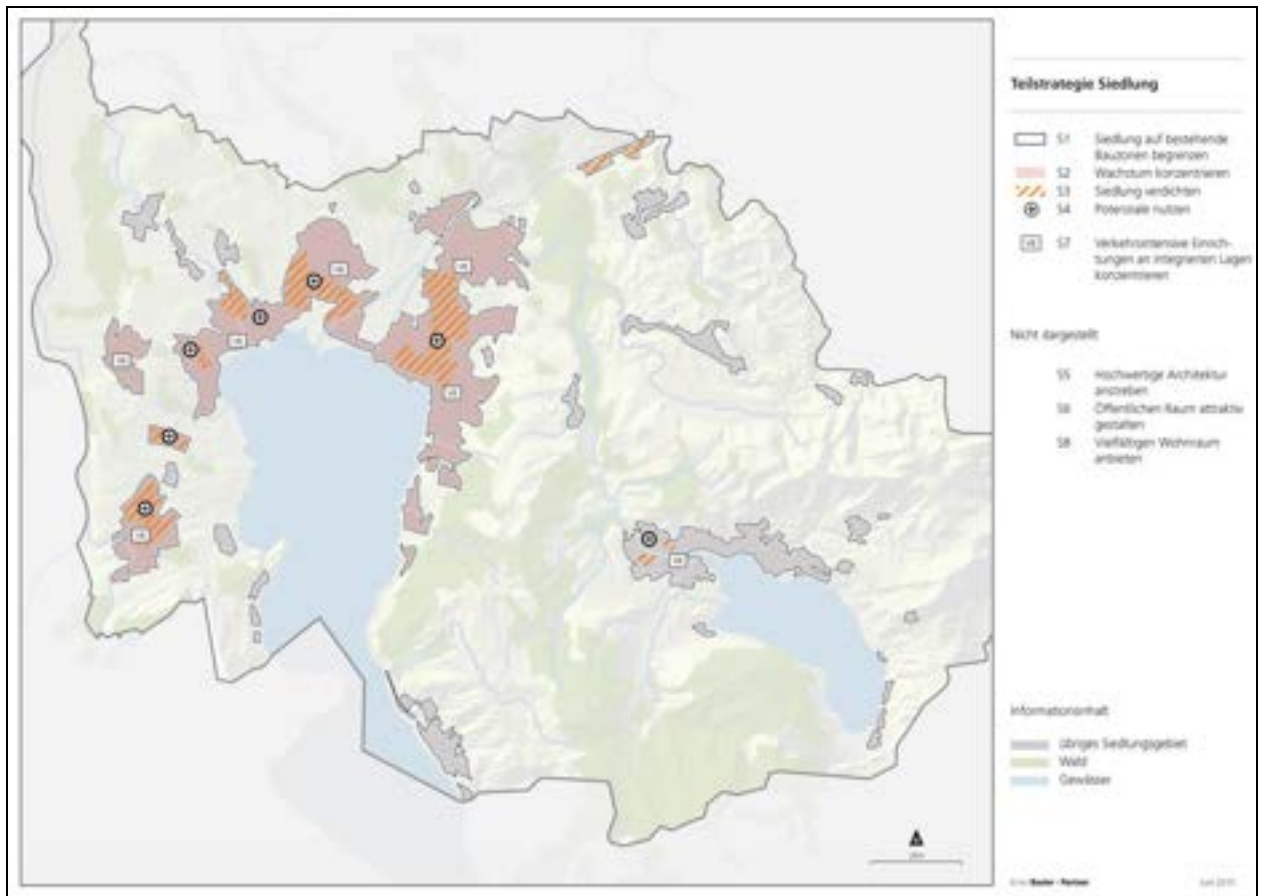 Teilstrategie Siedlung
S1 Siedlung auf bestehende
Bauzonen begrenzen
S2 Wachstum konzentrieren
S3 Siedlung verdichten
S4 Potenziale nutzen
S7 Verkehrsintensive Einrich-
tungen an integrierten Lagen
konzentrieren
Nicht dargestellt
S5 Hochwertige Architektur
anstreben
S6 Öffentlichen Raum attraktiv
gestalten
S8 Vielfältigen Wohnraum
anbieten
Informationsinhalt
übriges Siedlungsgebiet
Wald
Gewässer
Basler + Partner